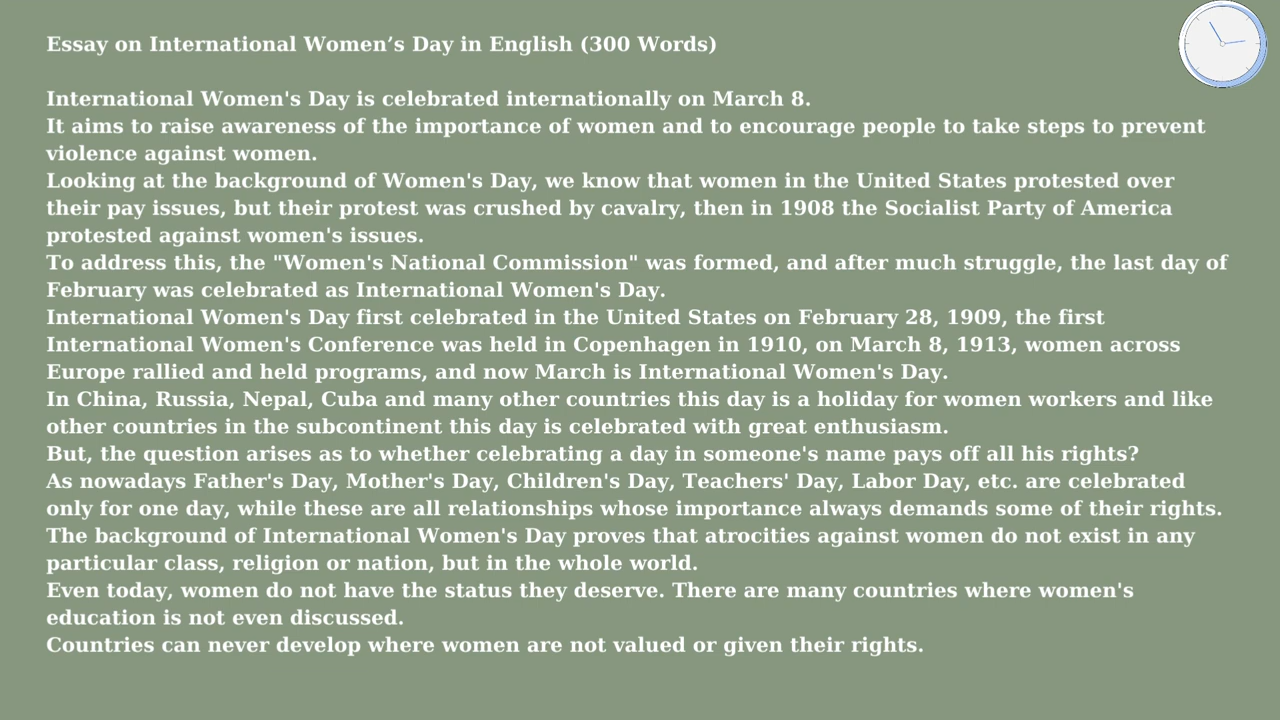 Essay on International Women’s Day in English (300 Words)
International Women's Day is celebrated internationally on March 8.
It aims to raise awareness of the importance of women and to encourage people to take steps to prevent
violence against women.
Looking at the background of Women's Day, we know that women in the United States protested over
their pay issues, but their protest was crushed by cavalry, then in 1908 the Socialist Party of America
protested against women's issues.
To address this, the "Women's National Commission" was formed, and after much struggle, the last day of
February was celebrated as International Women's Day.
International Women's Day first celebrated in the United States on February 28, 1909, the first
International Women's Conference was held in Copenhagen in 1910, on March 8, 1913, women across
Europe rallied and held programs, and now March is International Women's Day.
In China, Russia, Nepal, Cuba and many other countries this day is a holiday for women workers and like
other countries in the subcontinent this day is celebrated with great enthusiasm.
But, the question arises as to whether celebrating a day in someone's name pays off all his rights?
As nowadays Father's Day, Mother's Day, Children's Day, Teachers' Day, Labor Day, etc. are celebrated
only for one day, while these are all relationships whose importance always demands some of their rights.
The background of International Women's Day proves that atrocities against women do not exist in any
particular class, religion or nation, but in the whole world.
Even today, women do not have the status they deserve. There are many countries where women's
education is not even discussed.
Countries can never develop where women are not valued or given their rights.